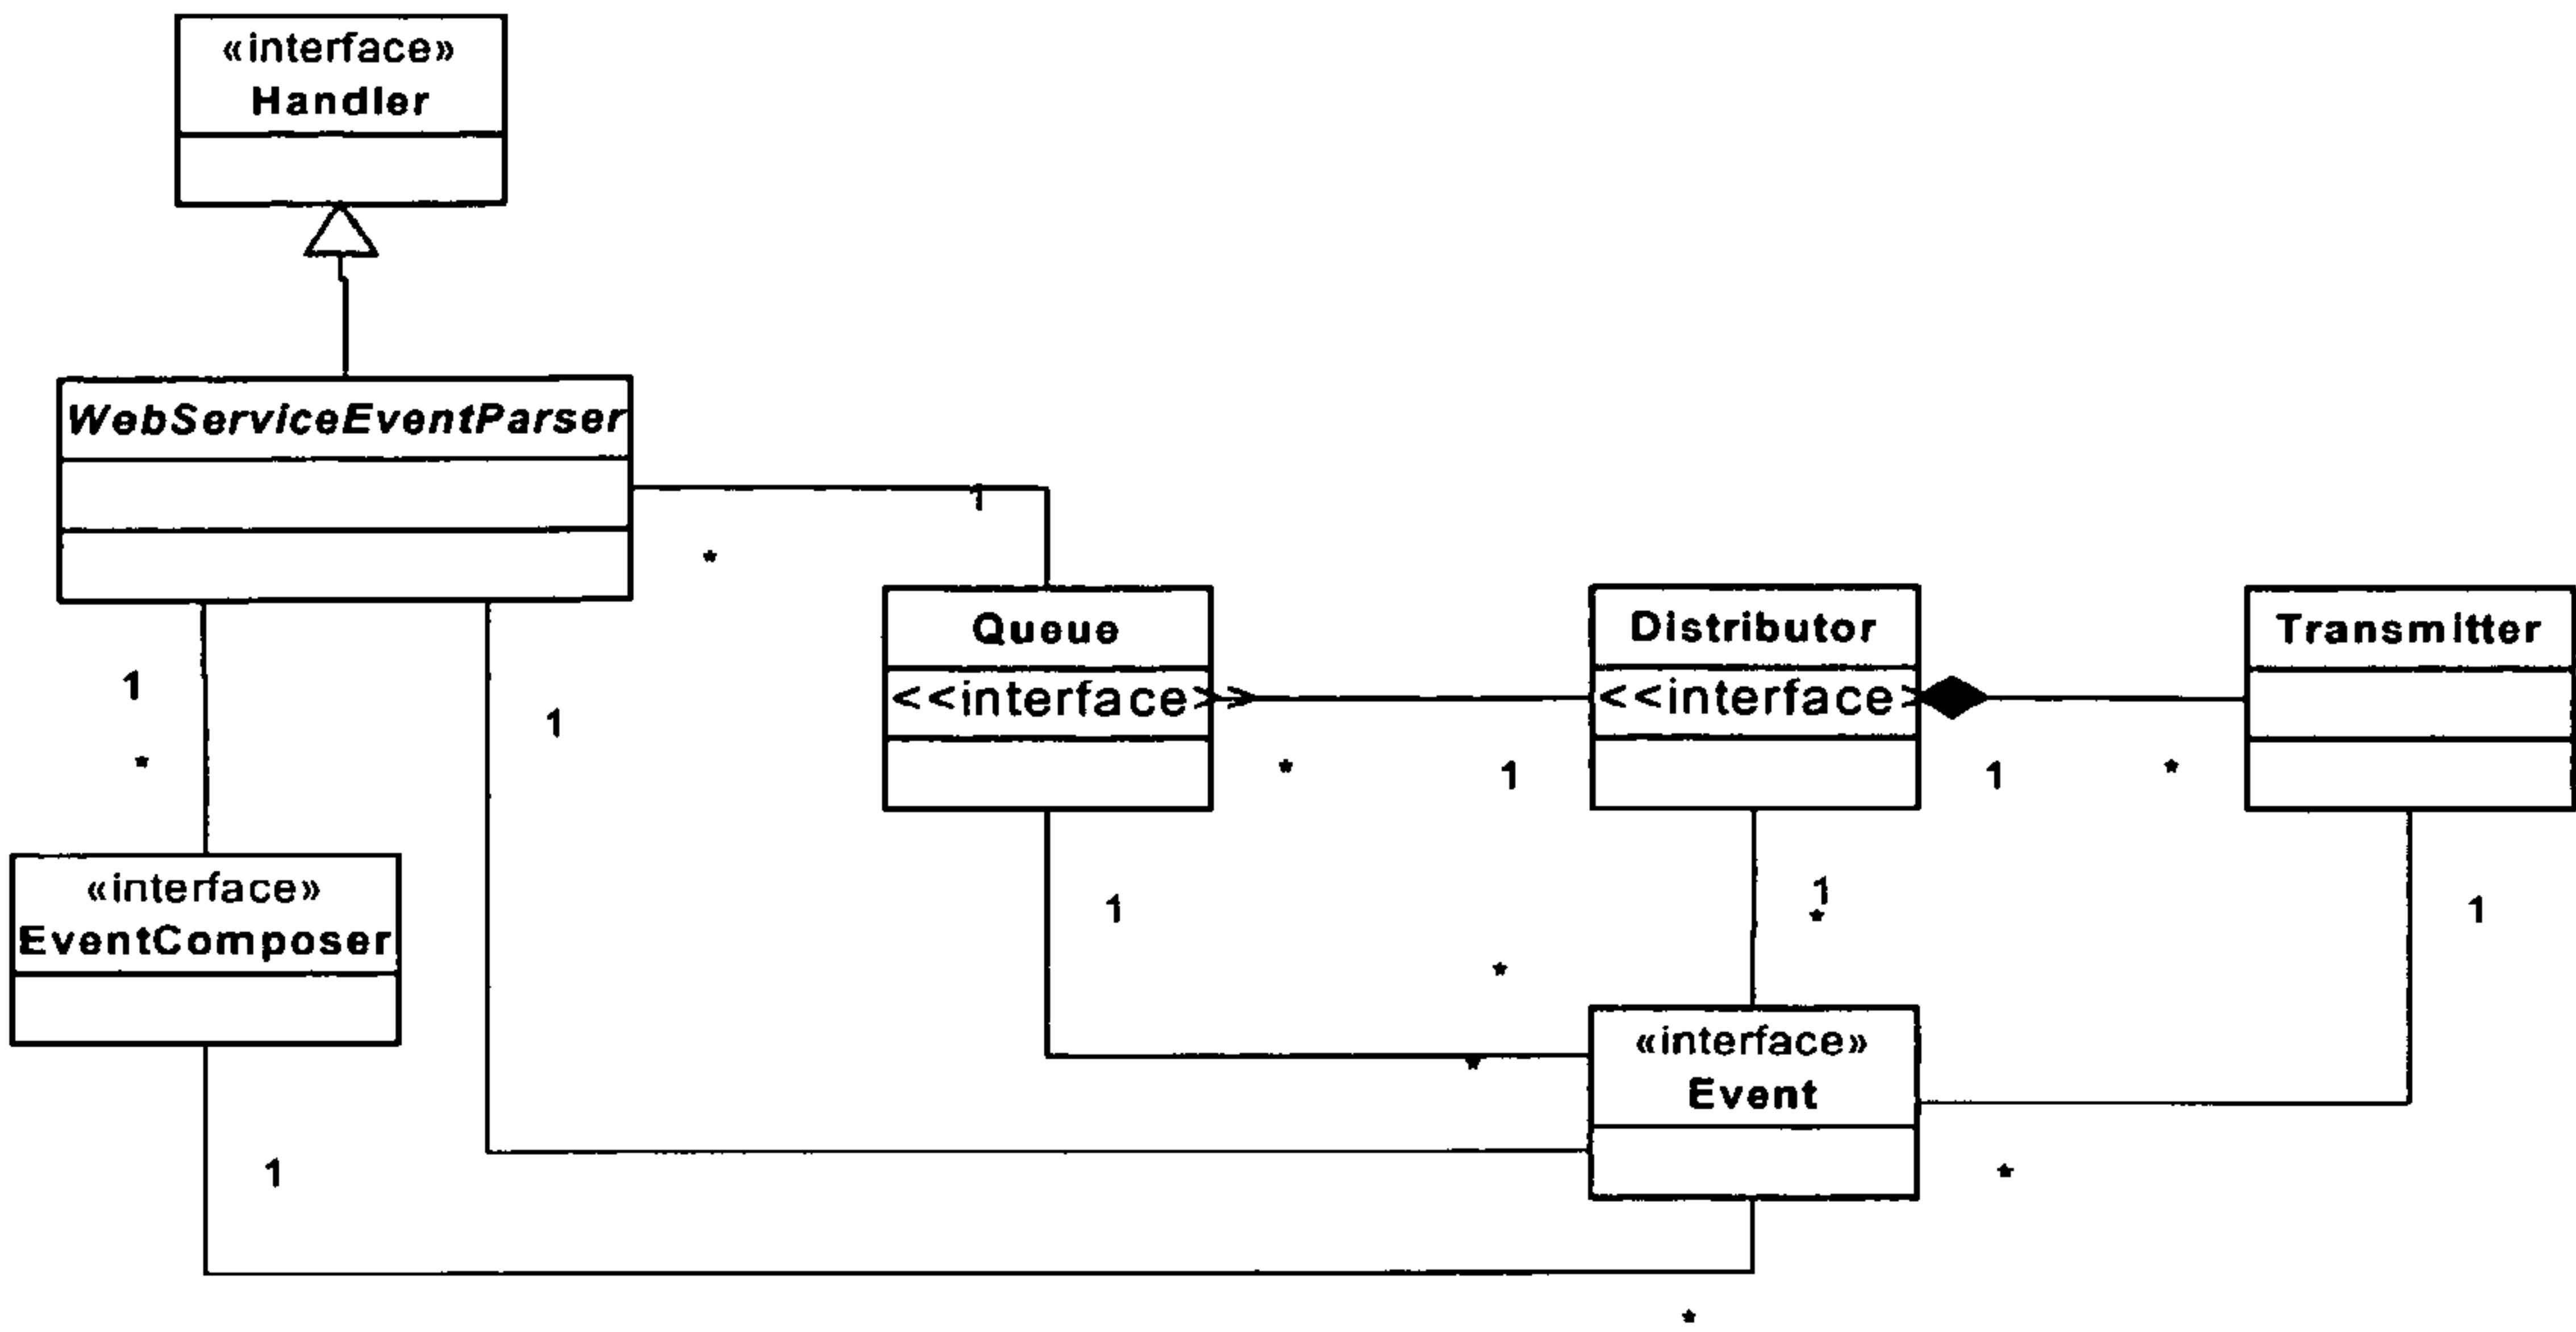 «interface»
Handler
WebServiceEventParser
1
*
Queue
<<interface>>
Distributor
<<interface>
Transmitter
1
*
1
*
1
1
*
«interface»
EventComposer
1
*
1
*
1
*
«interface»
Event
*
1
*
*